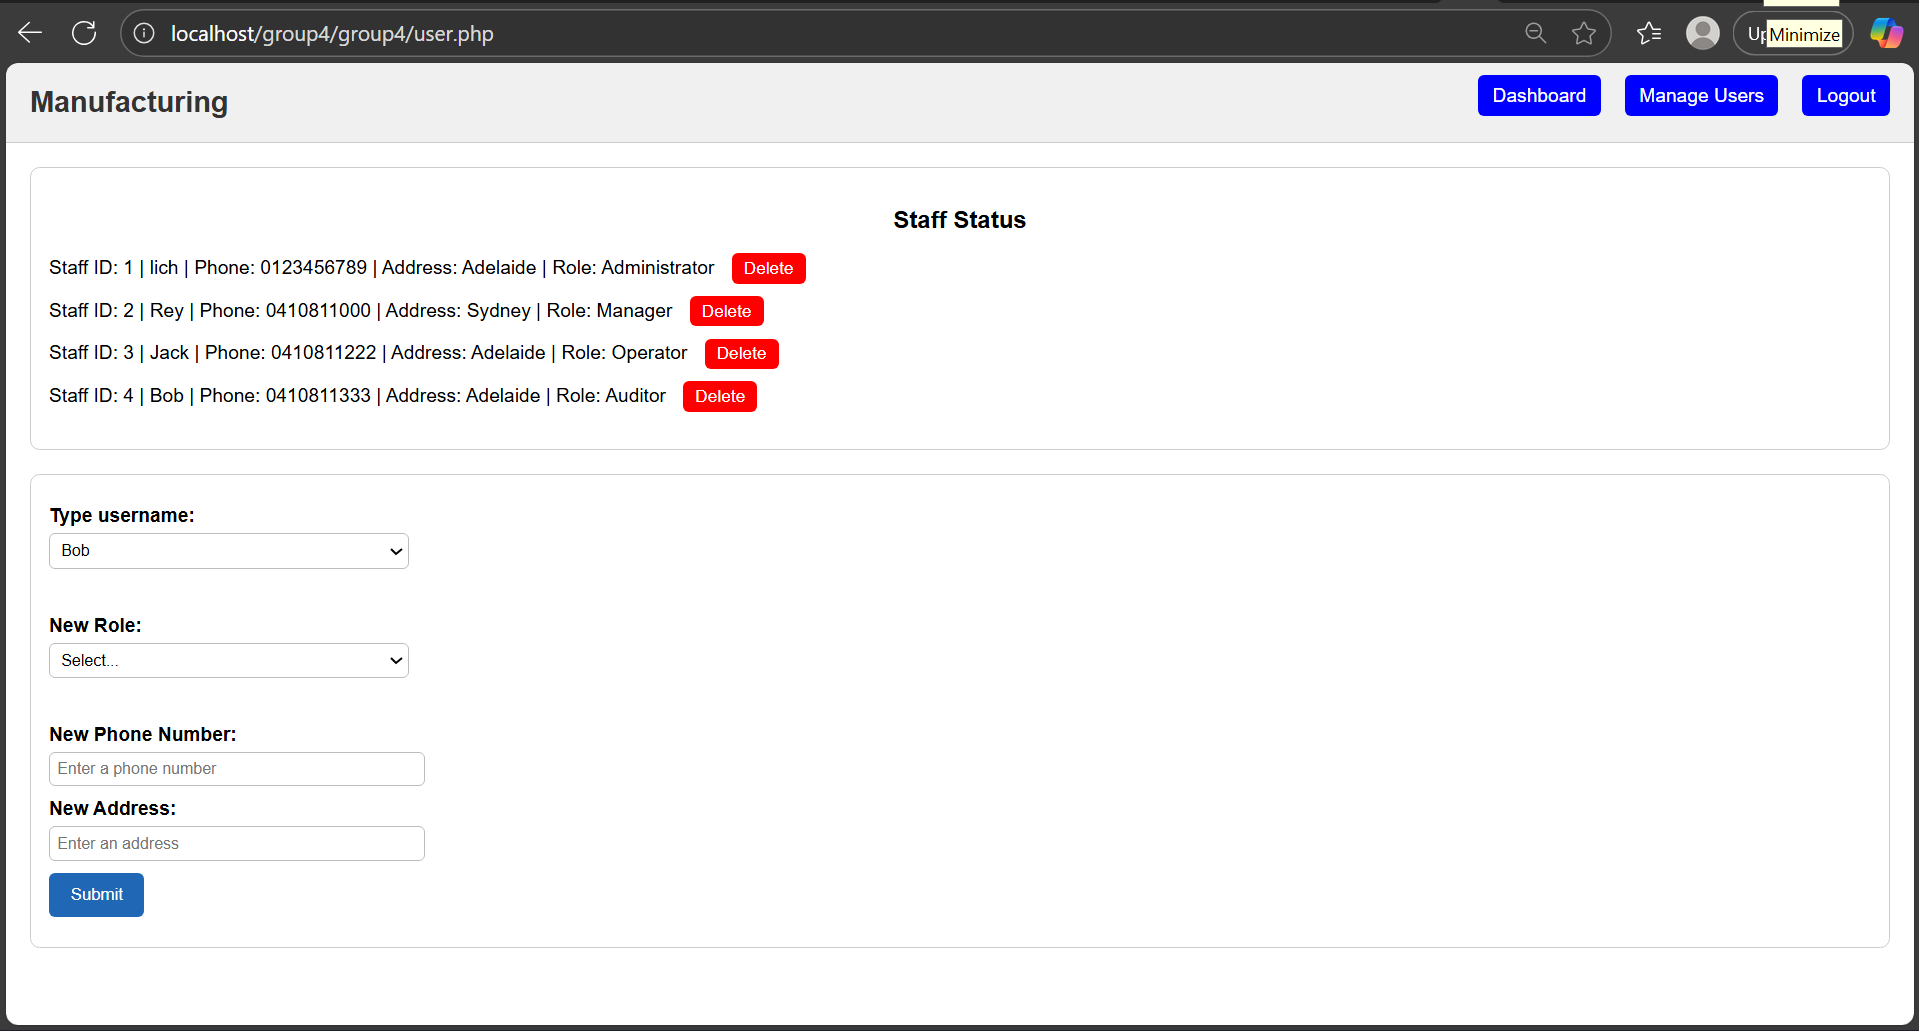 localhost/group4/group4/user.php
Up
Minimize
Manufacturing
Dashboard
Manage Users
Logout
Staff Status
Staff ID: 1 | lich | Phone: 0123456789 | Address: Adelaide | Role: Administrator Delete
Staff ID: 2 | Rey | Phone: 0410811000 | Address: Sydney | Role: Manager Delete
Staff ID: 3 | Jack | Phone: 0410811222 | Address: Adelaide | Role: Operator Delete
Staff ID: 4 | Bob | Phone: 0410811333 | Address: Adelaide | Role: Auditor Delete
Type username:
Bob
New Role:
Select...
New Phone Number:
Enter a phone number
New Address:
Enter an address
Submit